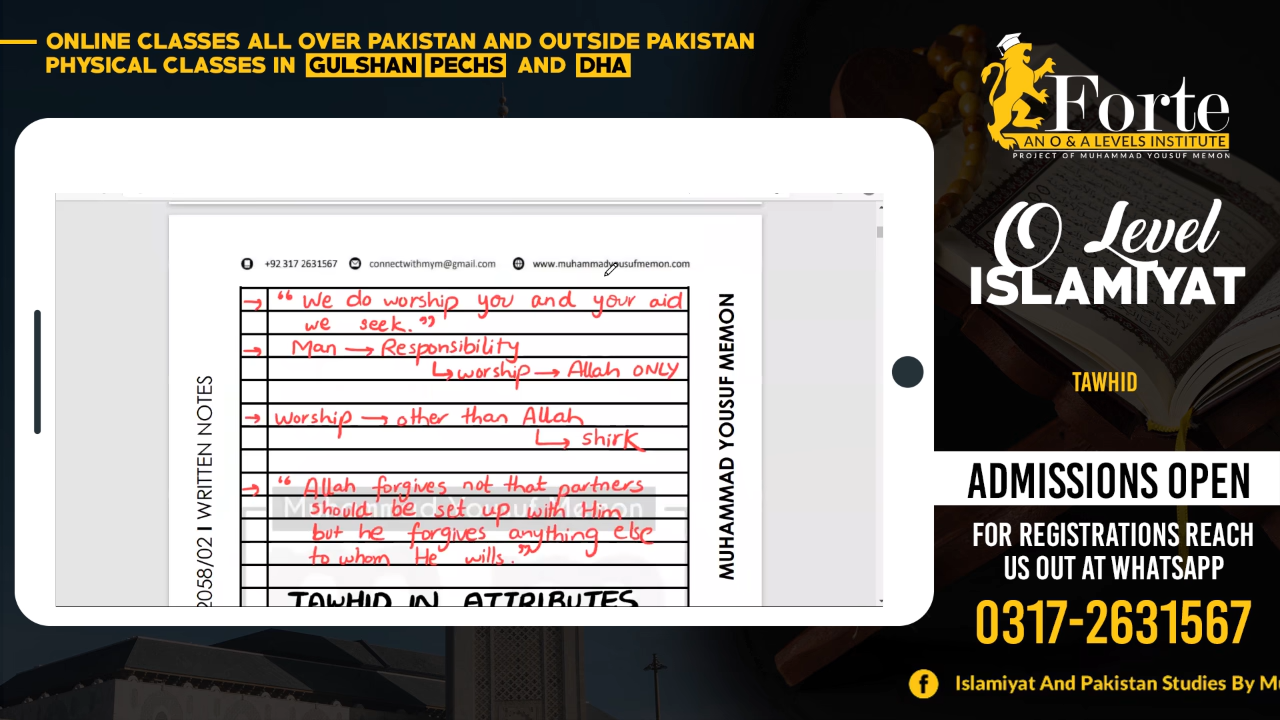 ONLINE CLASSES ALL OVER PAKISTAN AND OUTSIDE PAKISTAN
PHYSICAL CLASSES IN GULSHAN PECHS AND DHA
Forte
AN O & A LEVELS INSTITUTE
PROJECT OF MUHAMMAD YOUSUF MEMON
O Level
ISLAMIYAT
TAWHID
ADMISSIONS OPEN
FOR REGISTRATIONS REACH
US OUT AT WHATSAPP
0317-2631567
Islamiyat And Pakistan Studies By M
+92 317 2631567 connectwithmym@gmail.com www.muhammadyousufmemon.com
→ "We do worship you and your aid
we seek."
→ Man → Responsibility
↳ worship → Allah ONLY
→ worship → other than Allah
↳ shirk
→ "Allah forgives not that partners
should be set up with Him
but he forgives anything else
to whom He wills."
TAWHID IN ATTRIBUTES
Muhammad Yousuf Memon
2058/02 I WRITTEN NOTES
MUHAMMAD YOUSUF MEMON